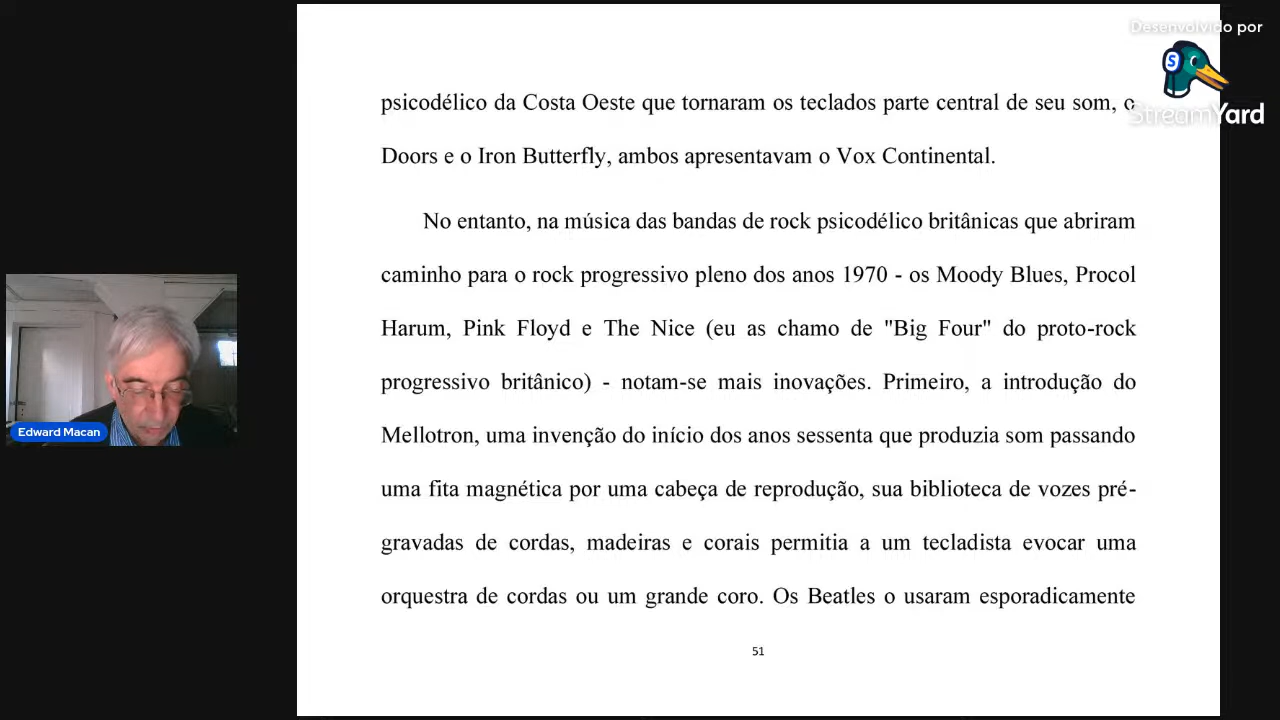 Desenvolvido por
StreamYard
psicodélico da Costa Oeste que tornaram os teclados parte central de seu som, o
Doors e o Iron Butterfly, ambos apresentavam o Vox Continental.
No entanto, na música das bandas de rock psicodélico britânicas que abriram
caminho para o rock progressivo pleno dos anos 1970 - os Moody Blues, Procol
Harum, Pink Floyd e The Nice (eu as chamo de "Big Four" do proto-rock
progressivo britânico) - notam-se mais inovações. Primeiro, a introdução do
Mellotron, uma invenção do início dos anos sessenta que produzia som passando
uma fita magnética por uma cabeça de reprodução, sua biblioteca de vozes pré-
gravadas de cordas, madeiras e corais permitia a um tecladista evocar uma
orquestra de cordas ou um grande coro. Os Beatles o usaram esporadicamente
51
Edward Macan